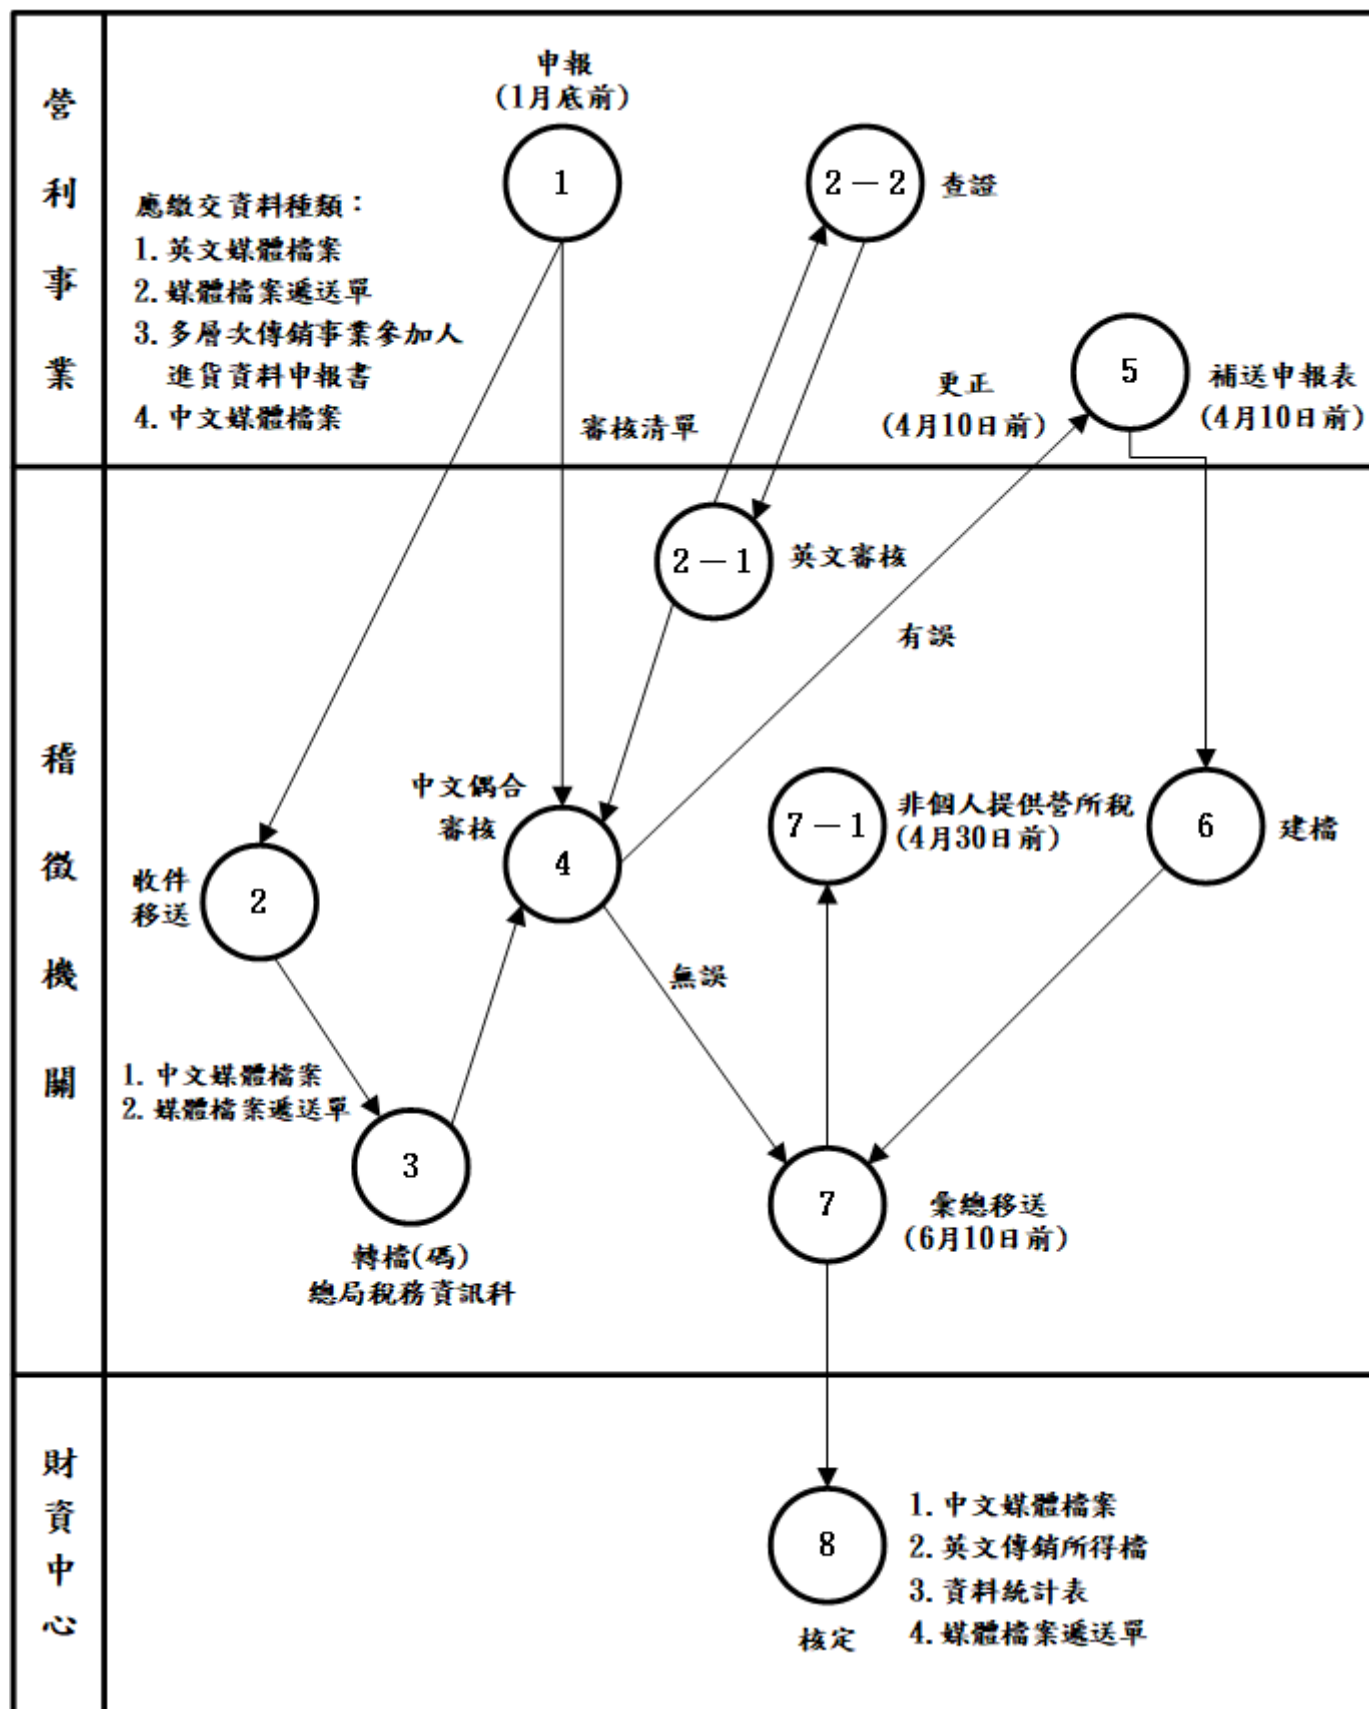 營利事業
申報
(1月底前)
1
2－2
查證
應繳交資料種類：
1.英文媒體檔案
2.媒體檔案遞送單
3.多層次傳銷事業參加人
進貨資料申報書
4.中文媒體檔案
審核清單
更正
(4月10日前)
5
補送申報表
(4月10日前)
稽徵機關
2－1
英文審核
有誤
中文偶合
審核
4
7－1
非個人提供營所稅
(4月30日前)
6
建檔
收件
移送
2
無誤
1.中文媒體檔案
2.媒體檔案遞送單
3
轉檔(碼)
總局稅務資訊科
7
彙總移送
(6月10日前)
財資中心
8
核定
1.中文媒體檔案
2.英文傳銷所得檔
3.資料統計表
4.媒體檔案遞送單